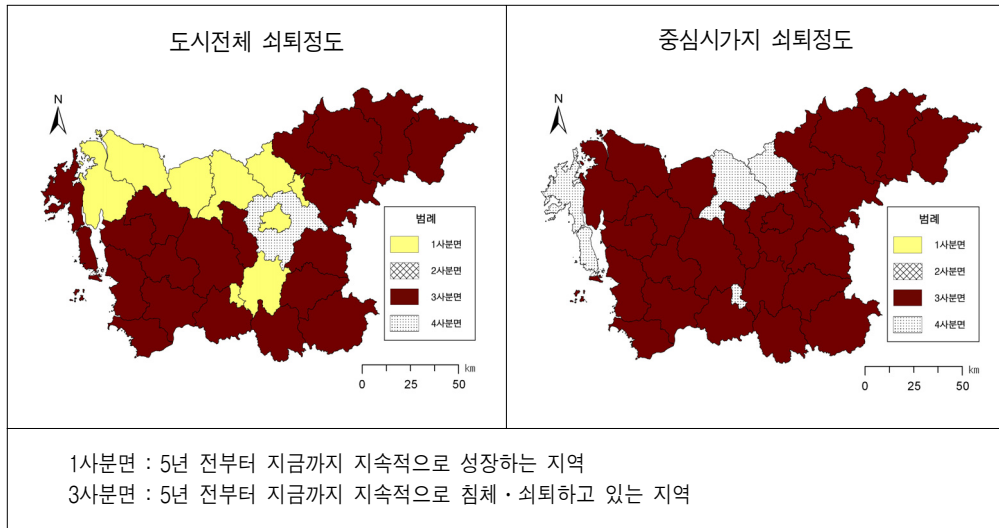 도시전체 쇠퇴정도
N
범례
1사분면
2사분면
3사분면
4사분면
km
0 25 50
중심시가지 쇠퇴정도
N
범례
1사분면
2사분면
3사분면
4사분면
km
0 25 50
1사분면 : 5년 전부터 지금까지 지속적으로 성장하는 지역
3사분면 : 5년 전부터 지금까지 지속적으로 침체・쇠퇴하고 있는 지역